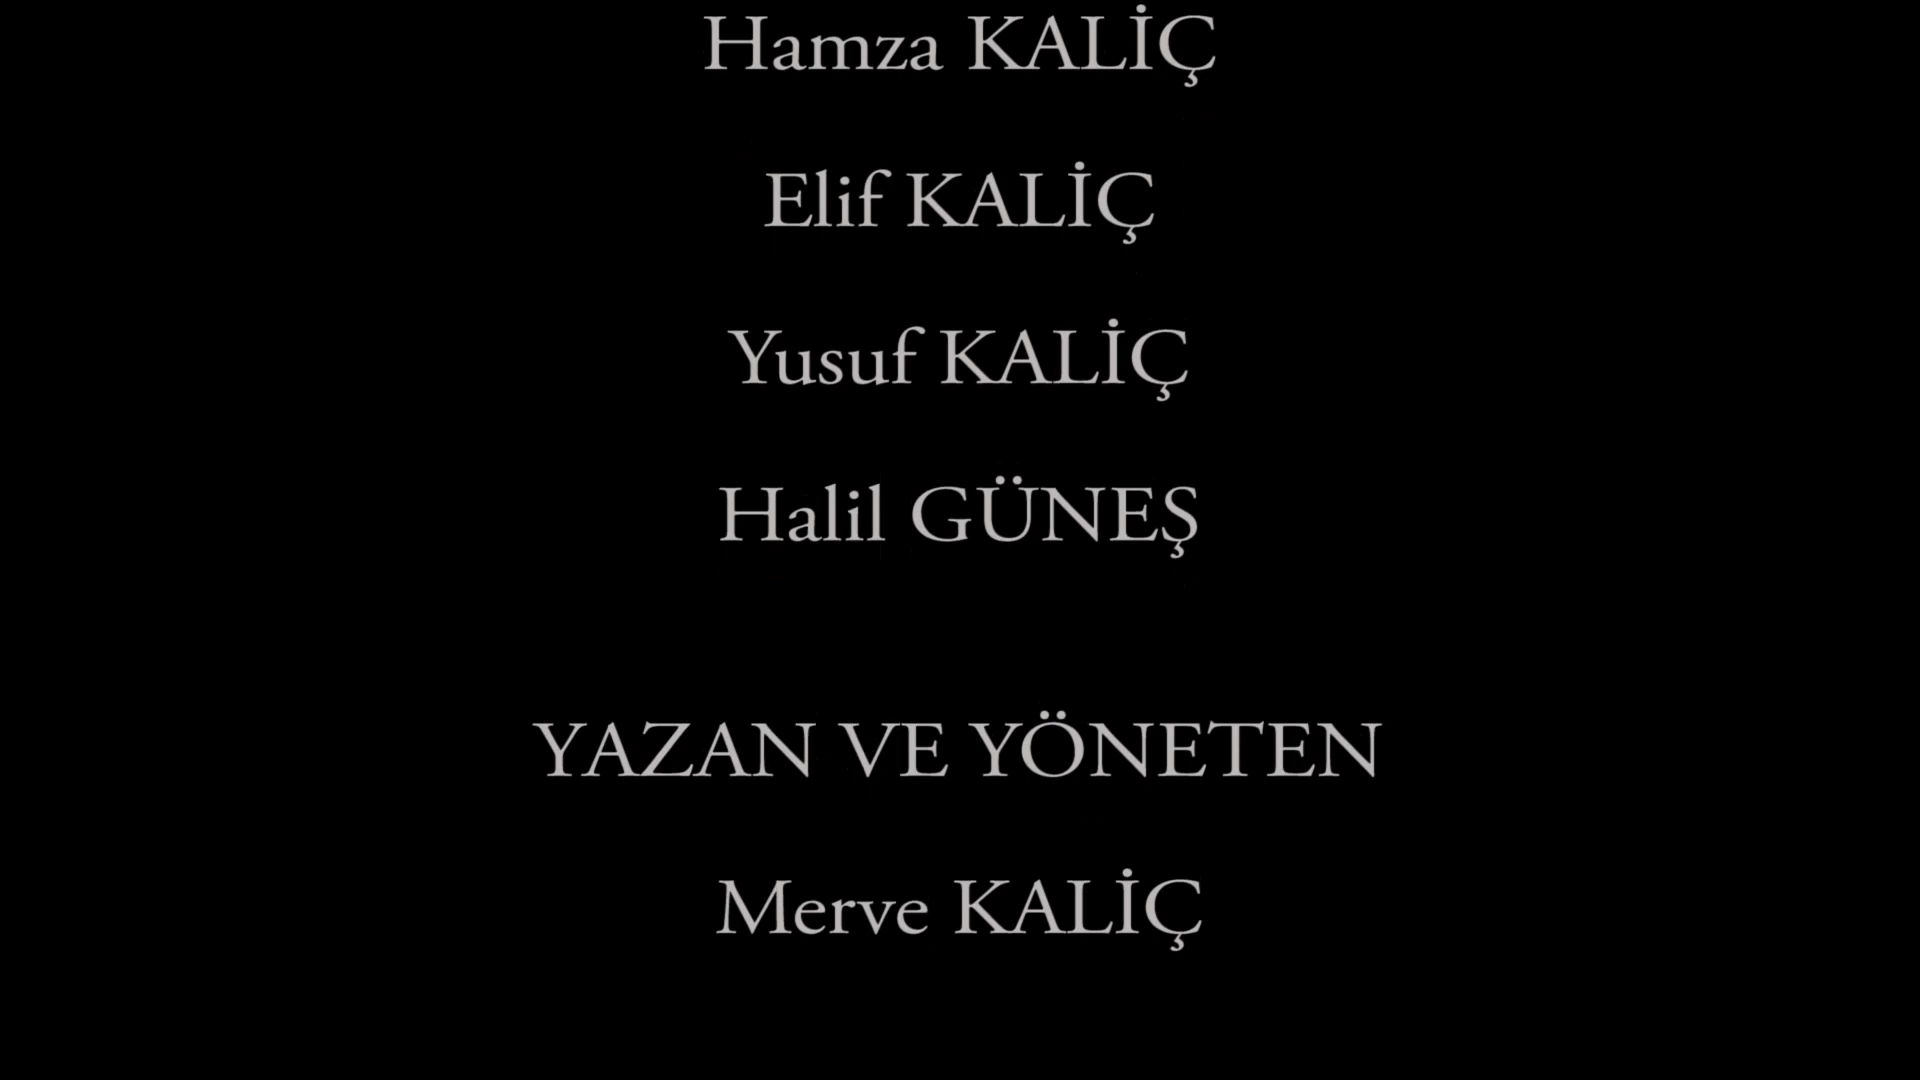 Hamza KALİÇ
Elif KALİÇ
Yusuf KALİÇ
Halil GÜNEŞ
YAZAN VE YÖNETEN
Merve KALİÇ